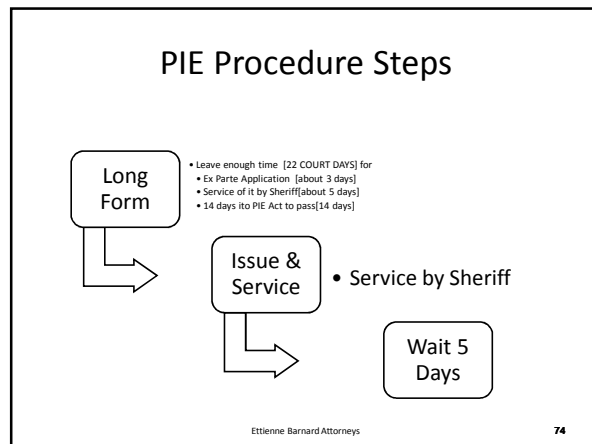 PIE Procedure Steps
Long
Form
• Leave enough time [22 COURT DAYS] for
• Ex Parte Application [about 3 days]
• Service of it by Sheriff[about 5 days]
• 14 days ito PIE Act to pass[14 days]
Issue &
Service
• Service by Sheriff
Wait 5
Days
Ettienne Barnard Attorneys
74